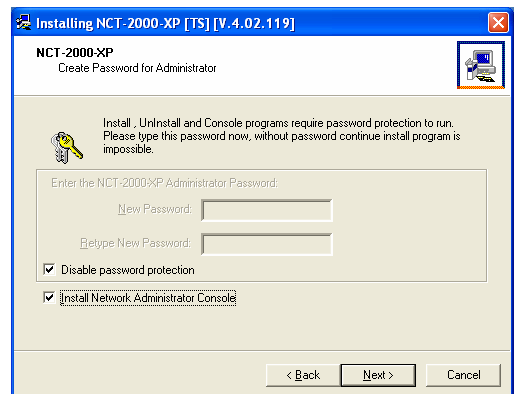 Installing NCT-2000-XP [TS] [V.4.02.119]
NCT-2000-XP
Create Password for Administrator
Install , UnInstall and Console programs require password protection to run.
Please type this password now, without password continue install program is
impossible.
Enter the NCT-2000-XP Administrator Password:
New Password:
Retype New Password:
Disable password protection
Install Network Administrator Console
< Back
Next >
Cancel